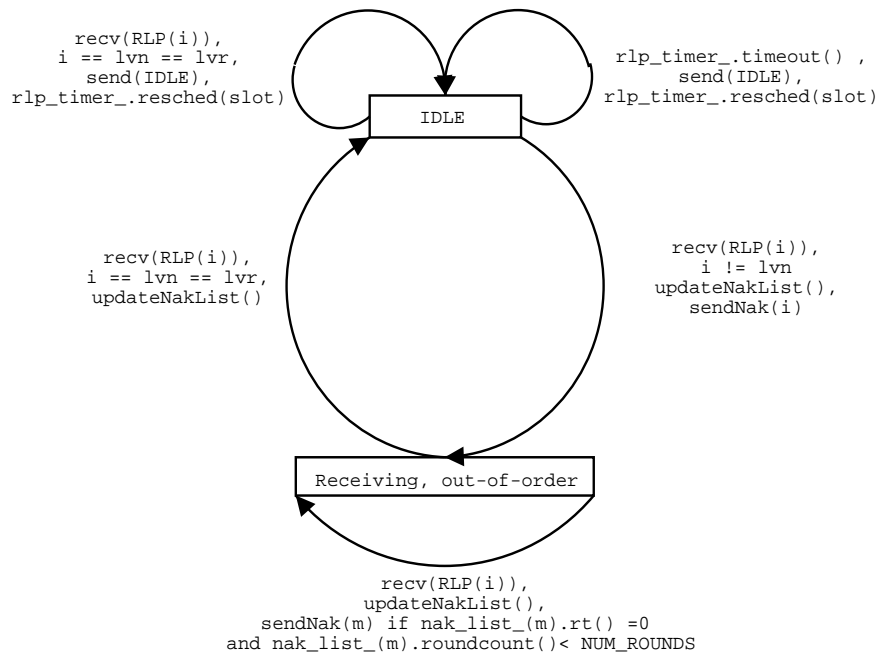 recv(RLP(i)),
i == lvn == lvr,
send(IDLE),
rlp_timer_.resched(slot)
rlp_timer_.timeout() ,
send(IDLE),
rlp_timer_.resched(slot)
IDLE
recv(RLP(i)),
i == lvn == lvr,
updateNakList()
recv(RLP(i)),
i != lvn
updateNakList(),
sendNak(i)
Receiving, out-of-order
recv(RLP(i)),
updateNakList(),
sendNak(m) if nak_list_(m).rt() =0
and nak_list_(m).roundcount()< NUM_ROUNDS